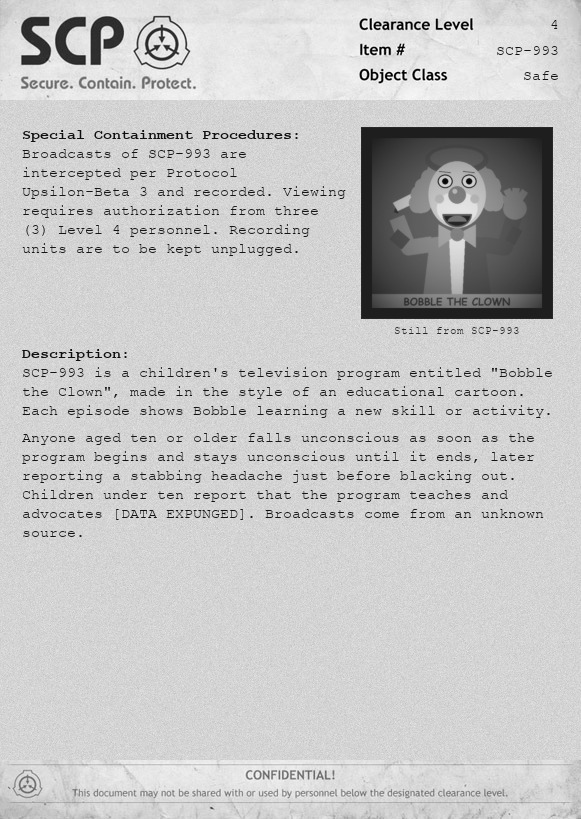 SCP
Secure. Contain. Protect.
Clearance Level 4
Item # SCP-993
Object Class Safe
Special Containment Procedures:
Broadcasts of SCP-993 are
intercepted per Protocol
Upsilon-Beta 3 and recorded. Viewing
requires authorization from three
(3) Level 4 personnel. Recording
units are to be kept unplugged.
BOBBLE THE CLOWN
Still from SCP-993
Description:
SCP-993 is a children's television program entitled "Bobble
the Clown", made in the style of an educational cartoon.
Each episode shows Bobble learning a new skill or activity.
Anyone aged ten or older falls unconscious as soon as the
program begins and stays unconscious until it ends, later
reporting a stabbing headache just before blacking out.
Children under ten report that the program teaches and
advocates [DATA EXPUNGED]. Broadcasts come from an unknown
source.
CONFIDENTIAL!
This document may not be shared with or used by personnel below the designated clearance level.